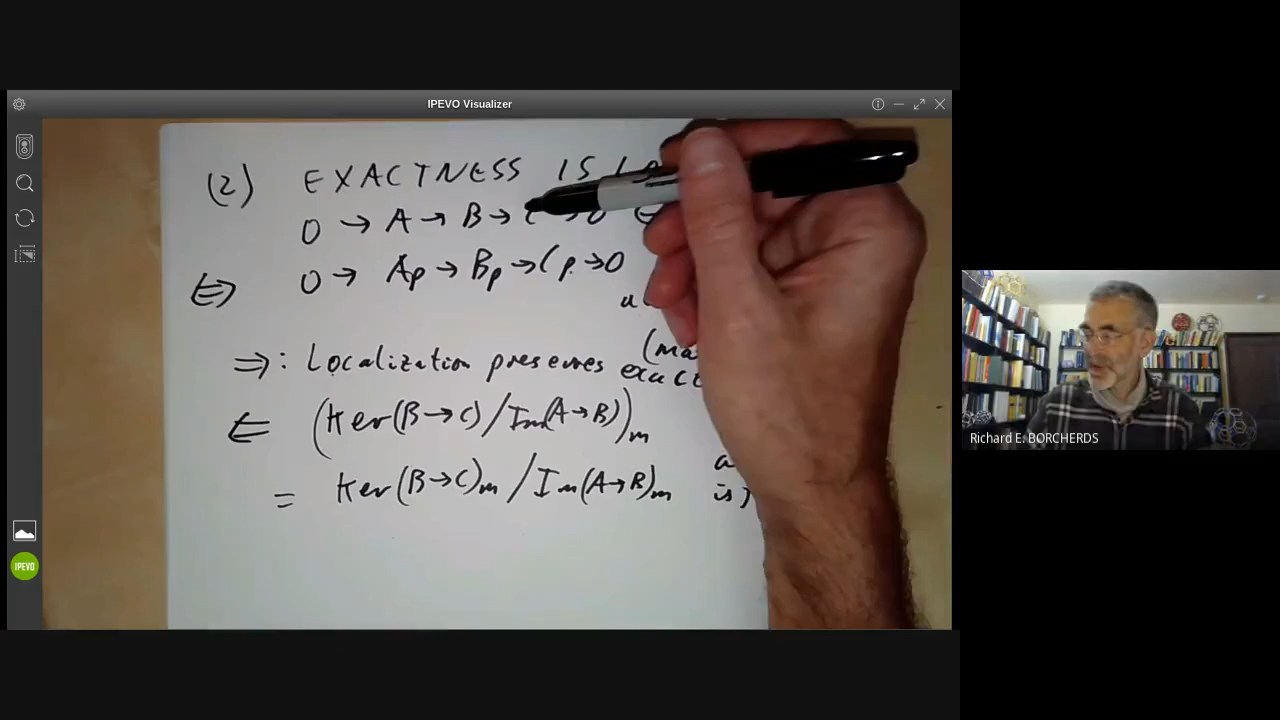 IPEVO Visualizer
(2) EXACTNESS IS
0 → A → B → C → 0
⇔ 0 → Ap → Bp → Cp → 0
⇒: Localization preserves
⇐ (Ker(B→C)/Im(A→B))m
= Ker(B→C)m / Im(A→B)m
IPEVO
Richard E. BORCHERDS